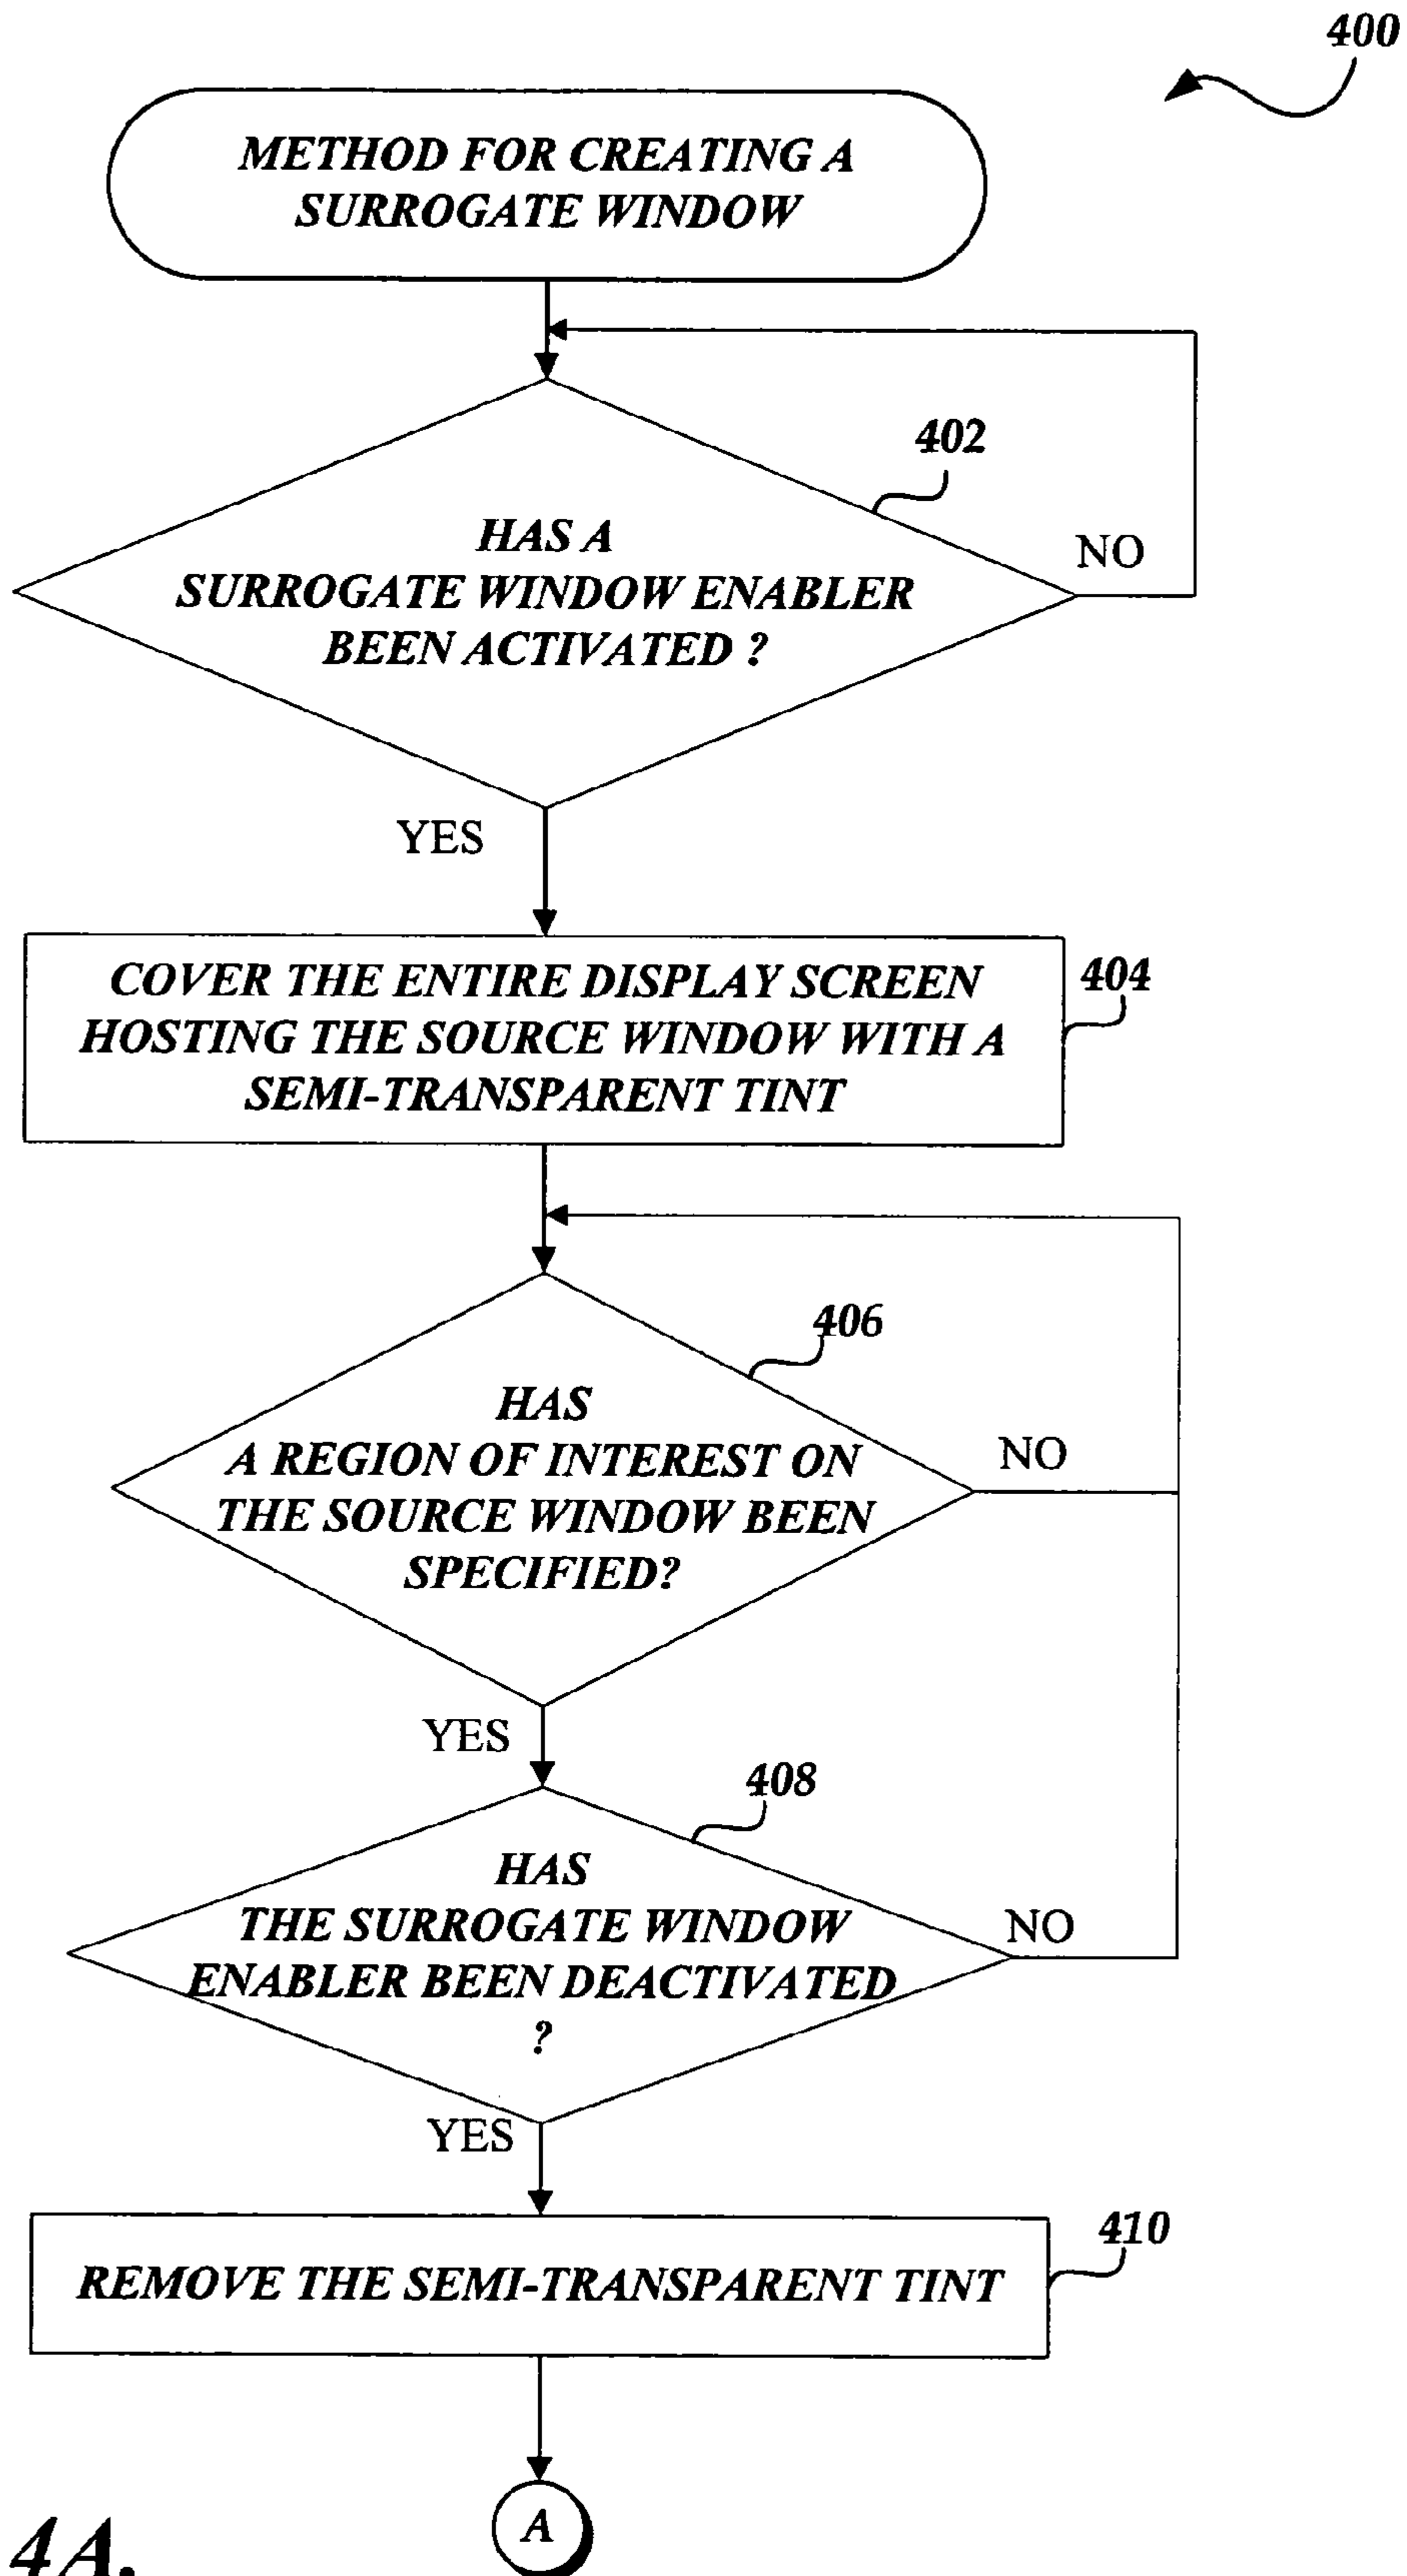 400
METHOD FOR CREATING A
SURROGATE WINDOW
402
HAS A
SURROGATE WINDOW ENABLER
BEEN ACTIVATED ?
NO
YES
COVER THE ENTIRE DISPLAY SCREEN
HOSTING THE SOURCE WINDOW WITH A
SEMI-TRANSPARENT TINT
404
406
HAS
A REGION OF INTEREST ON
THE SOURCE WINDOW BEEN
SPECIFIED?
NO
YES
408
HAS
THE SURROGATE WINDOW
ENABLER BEEN DEACTIVATED
?
NO
YES
REMOVE THE SEMI-TRANSPARENT TINT
410
A
4A.